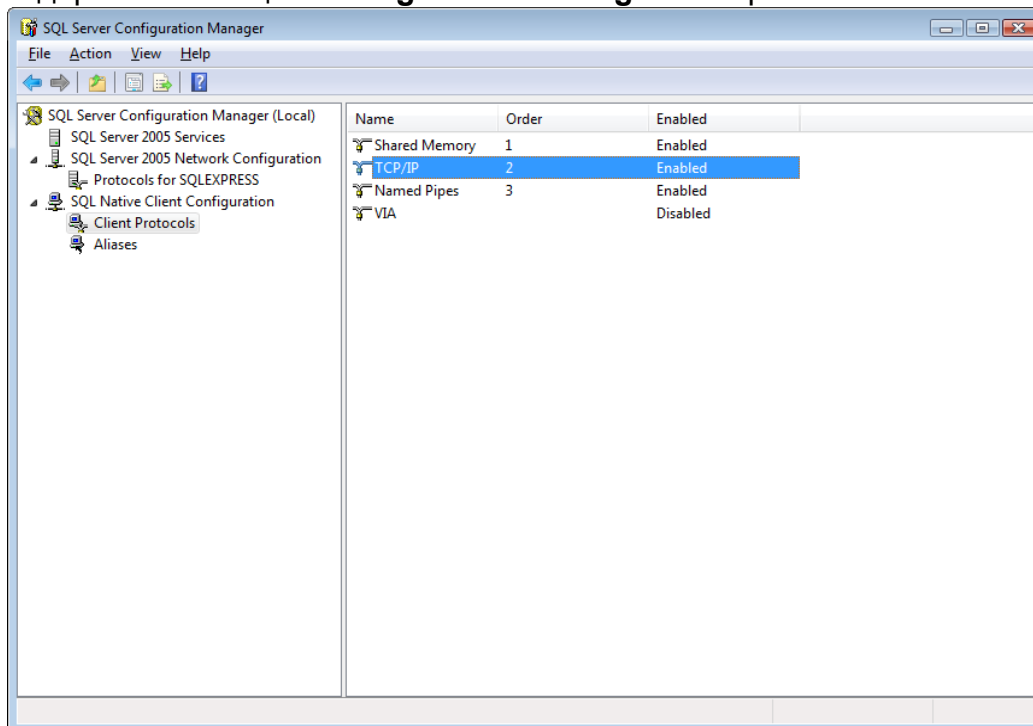 SQL Server Configuration Manager
File Action View Help
SQL Server Configuration Manager (Local)
SQL Server 2005 Services
SQL Server 2005 Network Configuration
Protocols for SQLEXPRESS
SQL Native Client Configuration
Client Protocols
Aliases
Name Order Enabled
Shared Memory 1 Enabled
TCP/IP 2 Enabled
Named Pipes 3 Enabled
VIA Disabled